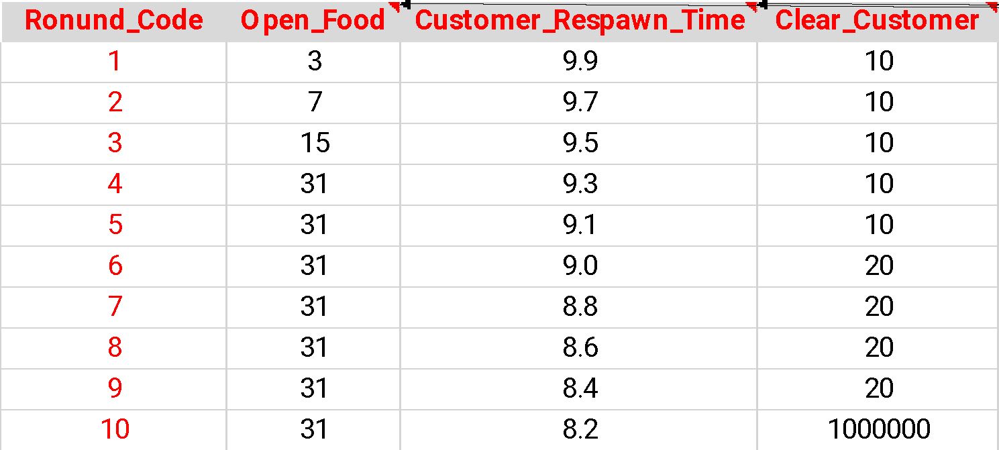 Ronund_Code Open_Food Customer_Respawn_Time Clear_Customer
1 3 9.9 10
2 7 9.7 10
3 15 9.5 10
4 31 9.3 10
5 31 9.1 10
6 31 9.0 20
7 31 8.8 20
8 31 8.6 20
9 31 8.4 20
10 31 8.2 1000000